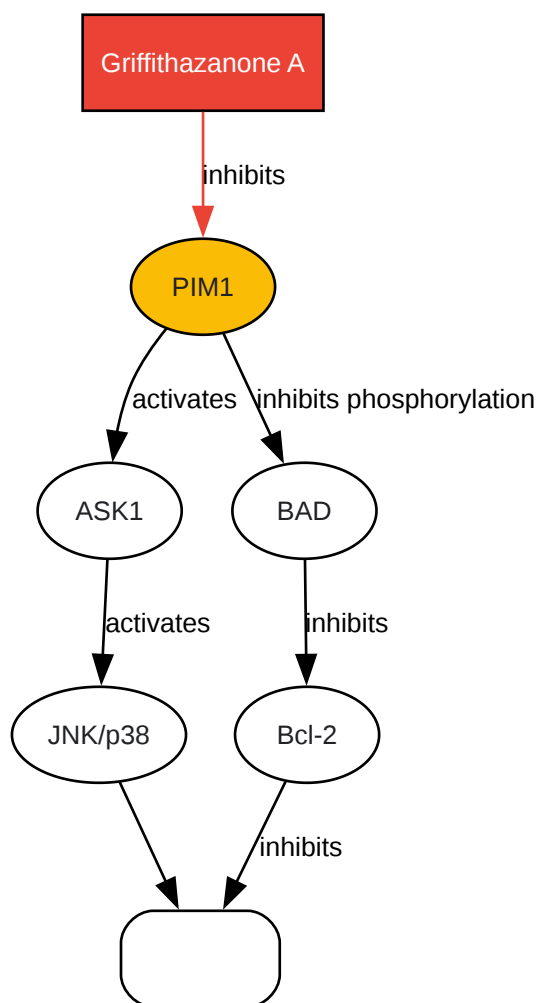 Griffithazanone A
inhibits
PIM1
activates
inhibits phosphorylation
ASK1
BAD
activates
inhibits
JNK/p38
Bcl-2
inhibits